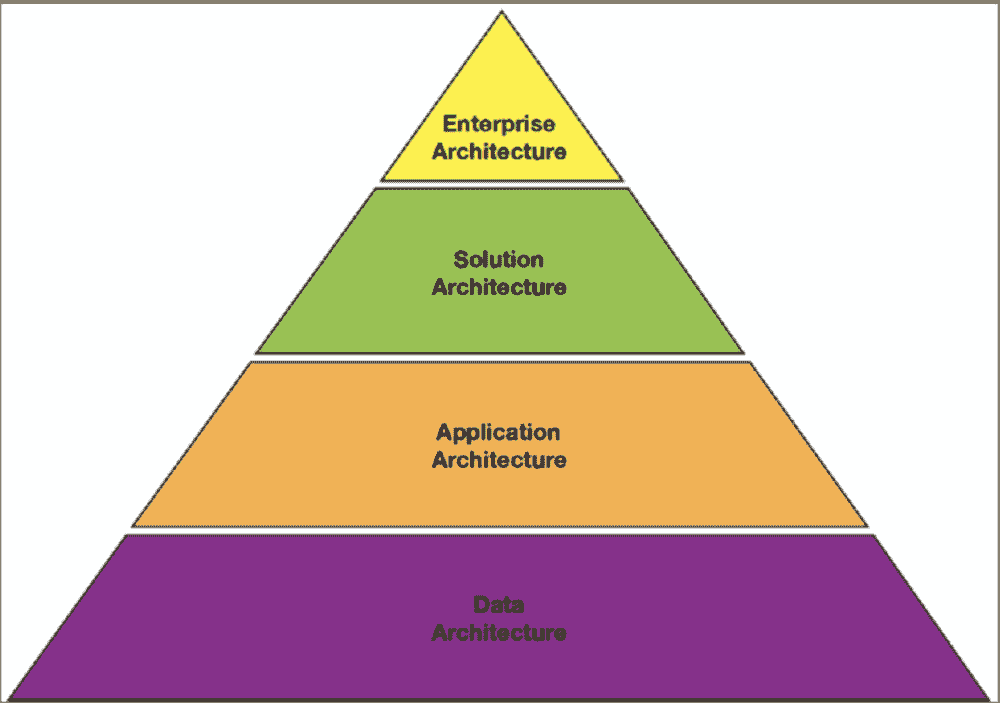 Enterprise
Architecture
Solution
Architecture
Application
Architecture
Data
Architecture